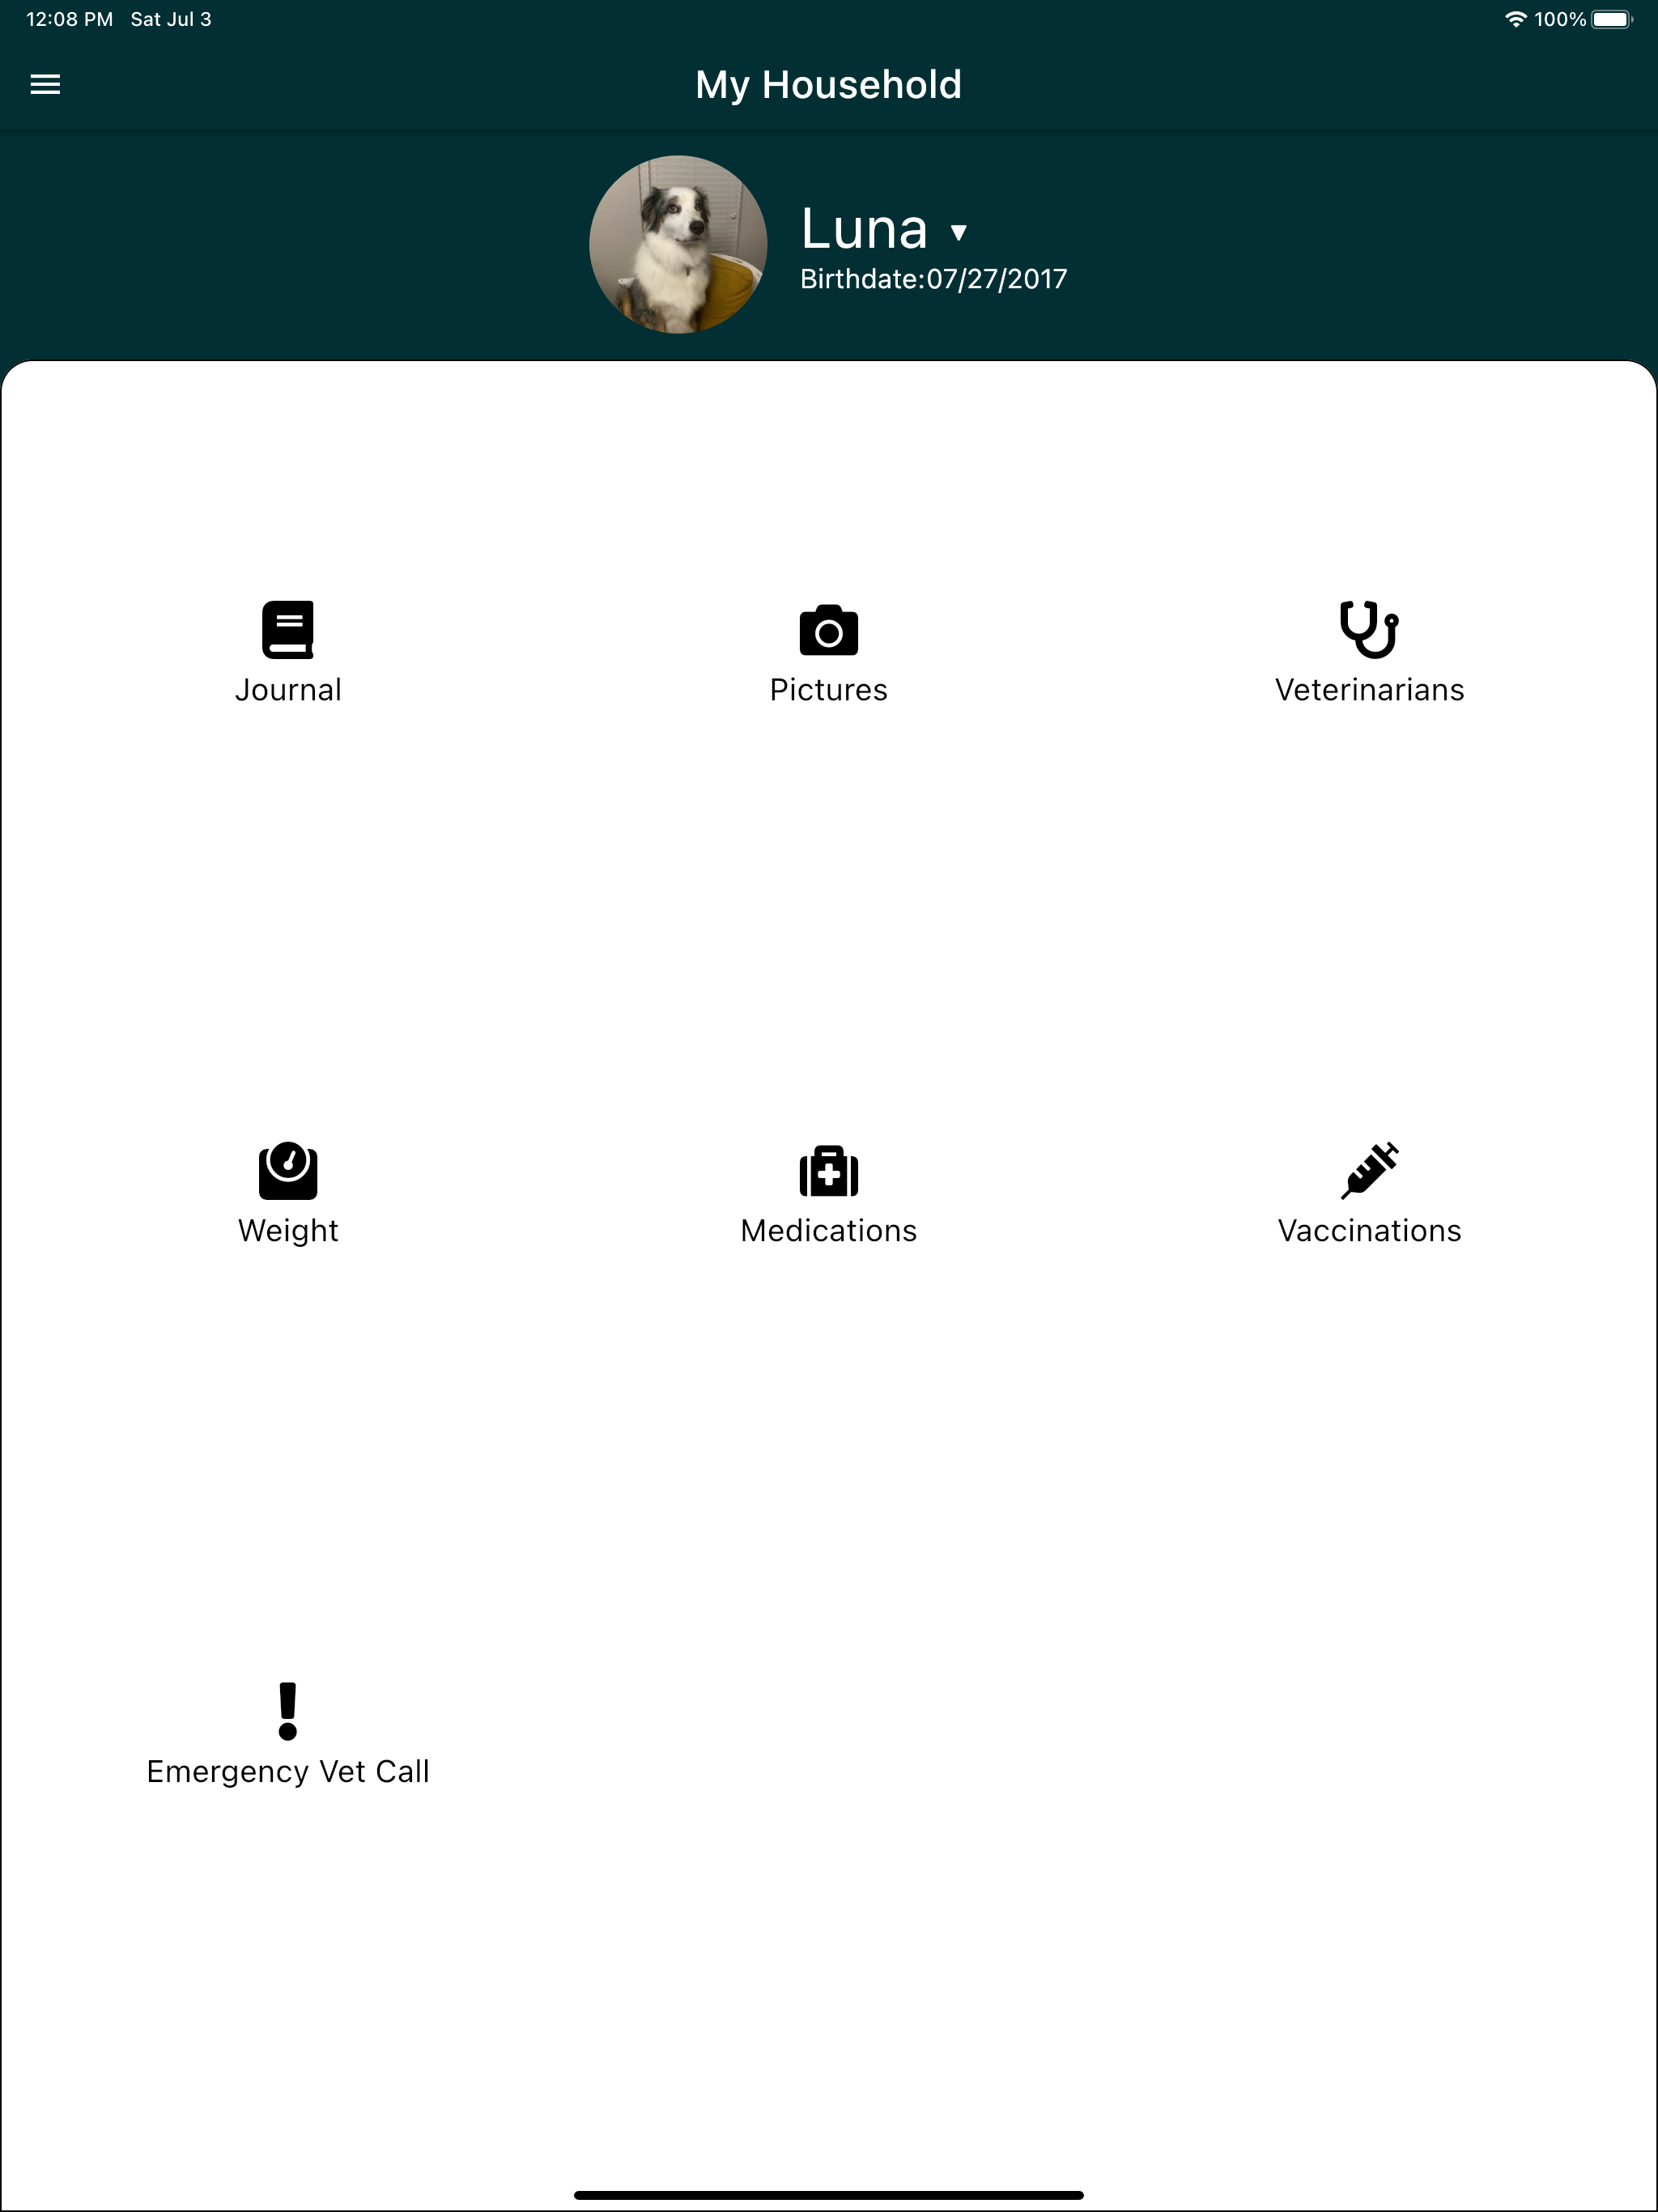 12:08 PM Sat Jul 3 100%
My Household
Luna
Birthdate:07/27/2017
Journal
Pictures
Veterinarians
Weight
Medications
Vaccinations
Emergency Vet Call